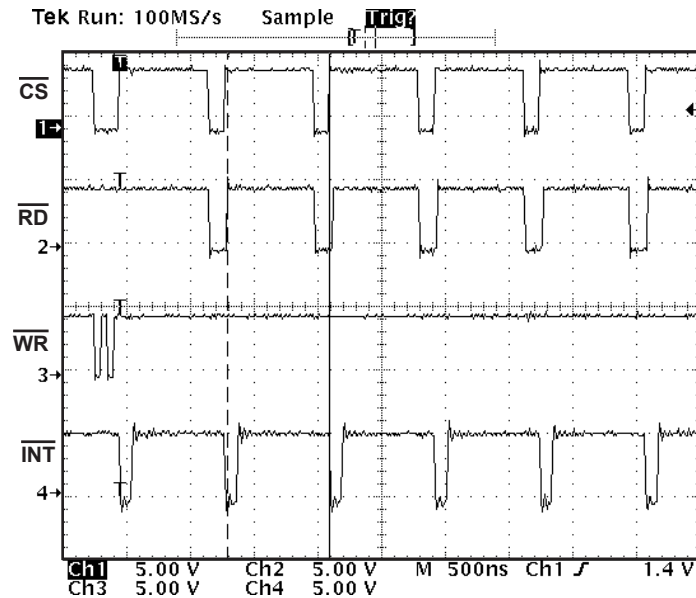 Tek Run: 100MS/s Sample Trig?
T
T
CS
1
T
RD
2
T
WR
3
INT
T
4
Ch1 5.00 V Ch2 5.00 V M 500ns Ch1 1.4 V
Ch3 5.00 V Ch4 5.00 V